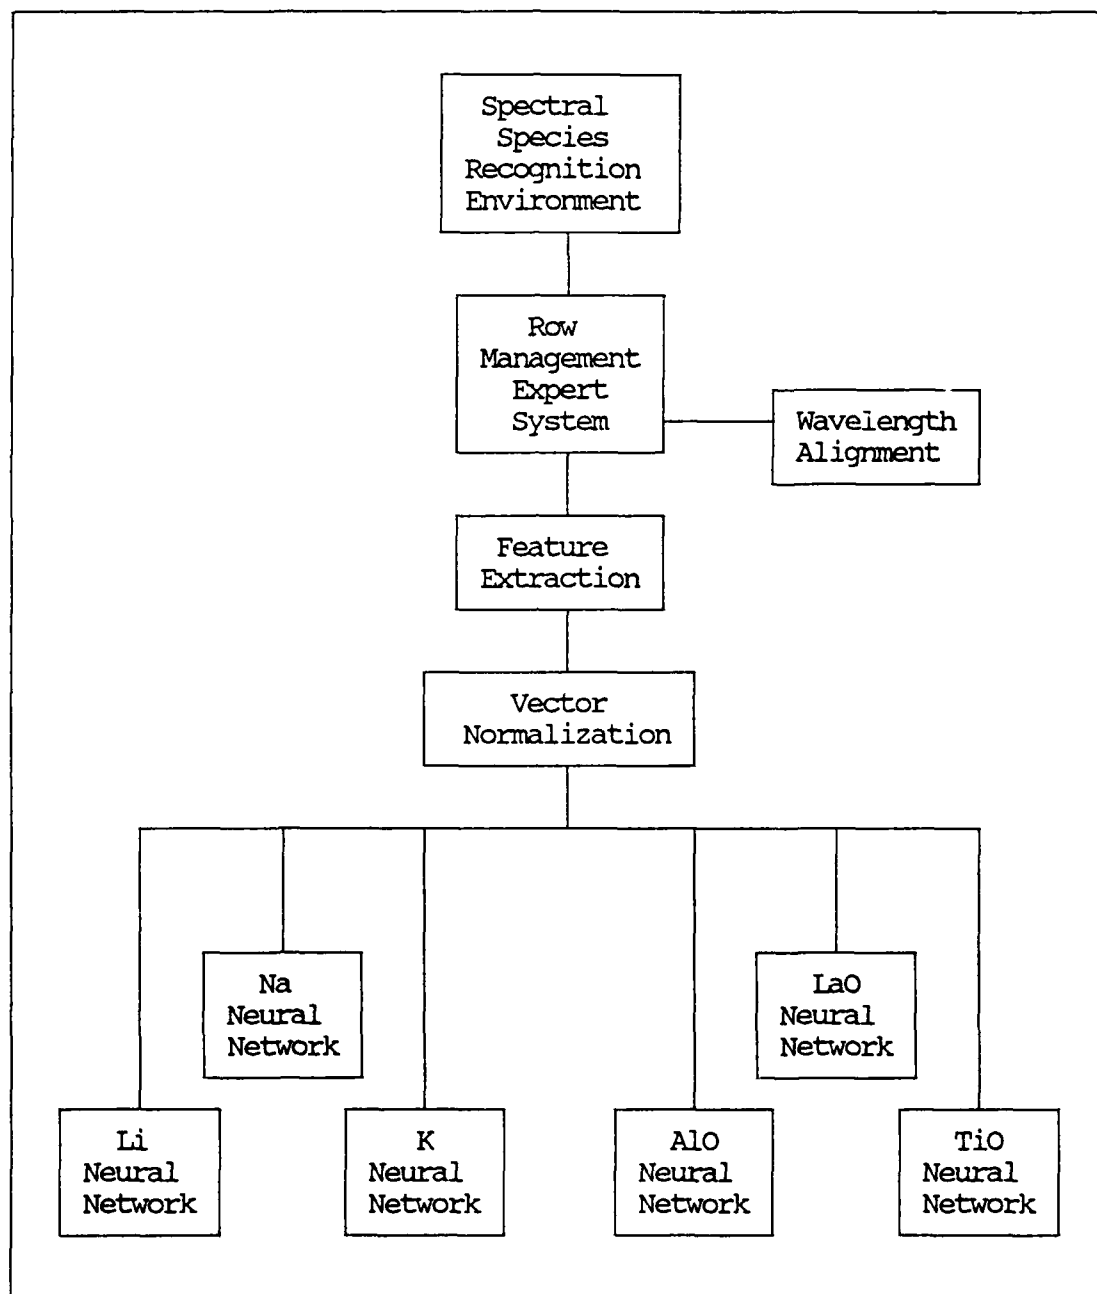 Spectral
Species
Recognition
Environment
Row
Management
Expert
System
Wavelength
Alignment
Feature
Extraction
Vector
Normalization
Na
Neural
Network
LaO
Neural
Network
Li
Neural
Network
K
Neural
Network
AlO
Neural
Network
TiO
Neural
Network